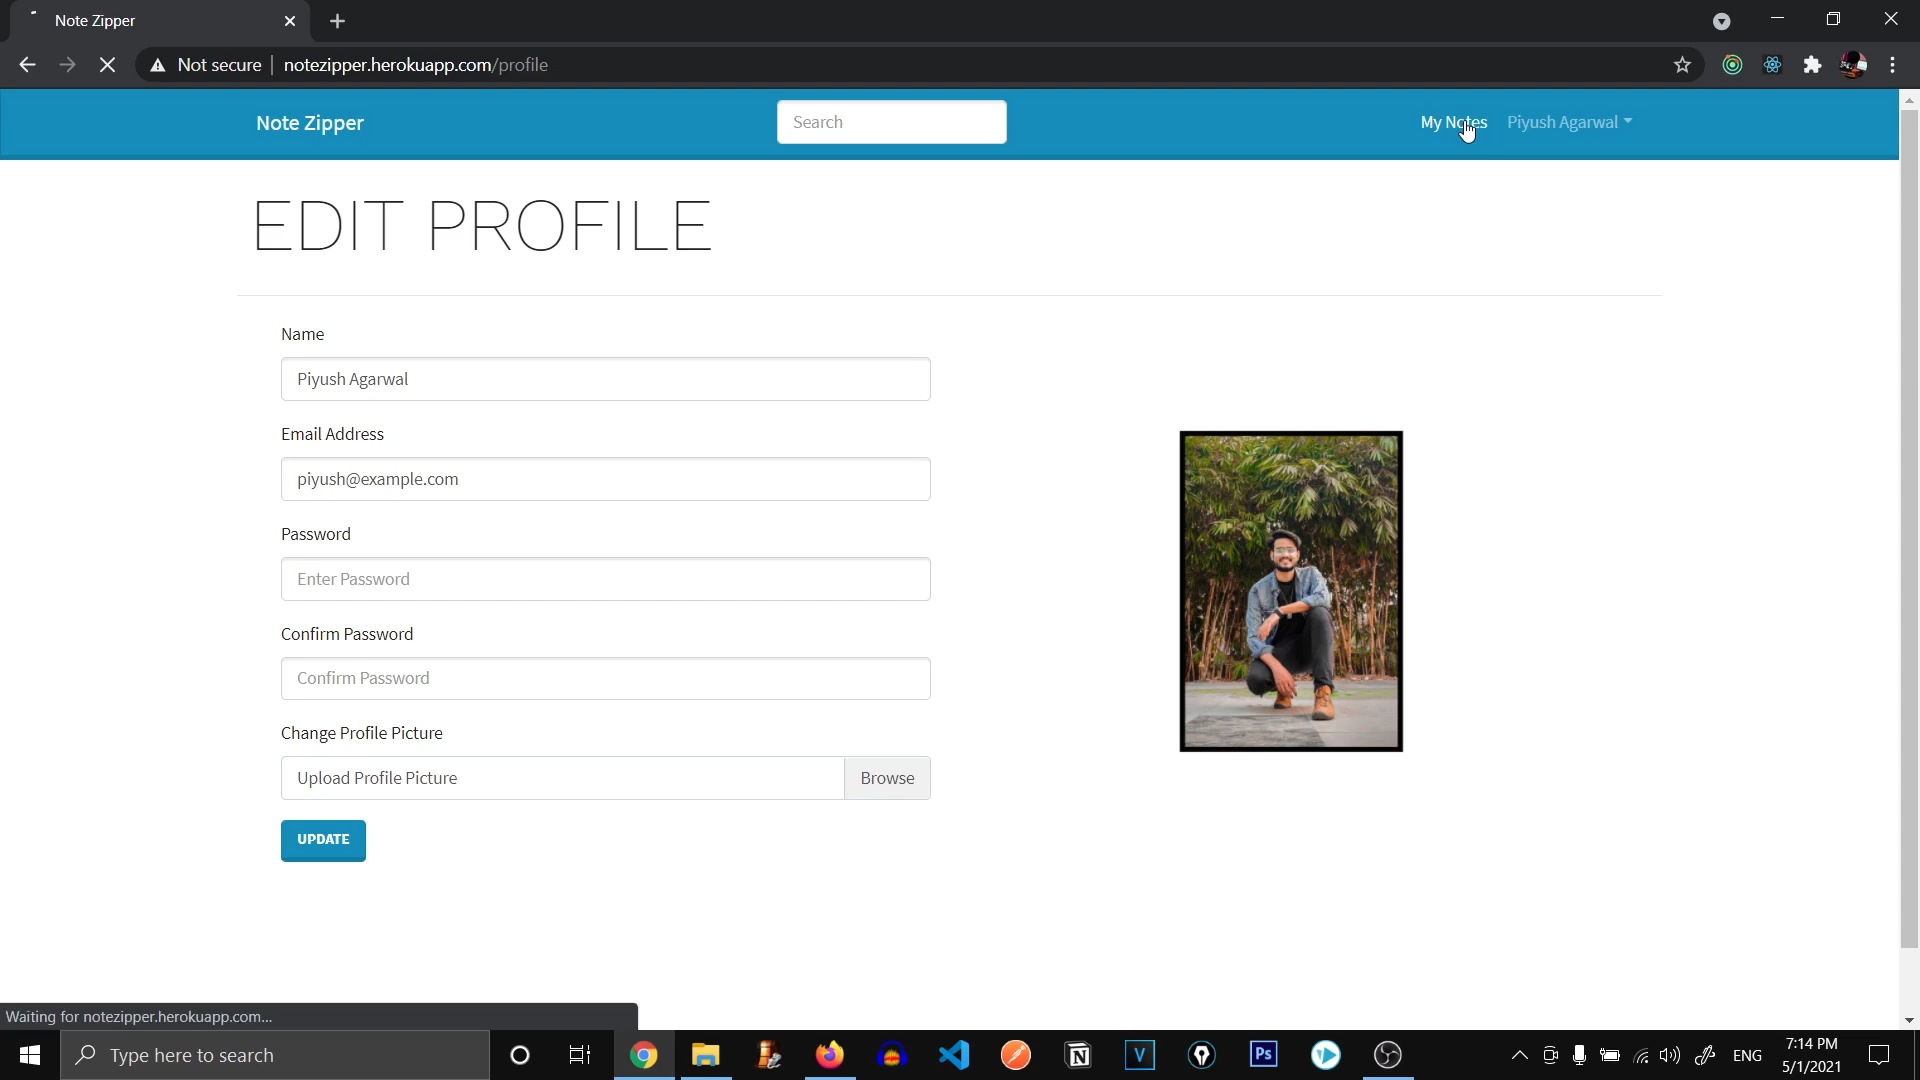 Note Zipper
Not secure | notezipper.herokuapp.com/profile
Note Zipper
Search
My Notes
Piyush Agarwal
EDIT PROFILE
Name
Piyush Agarwal
Email Address
piyush@example.com
Password
Enter Password
Confirm Password
Confirm Password
Change Profile Picture
Upload Profile Picture
Browse
UPDATE
Waiting for notezipper.herokuapp.com...
Type here to search
N
V
Ps
ENG
7:14 PM
5/1/2021